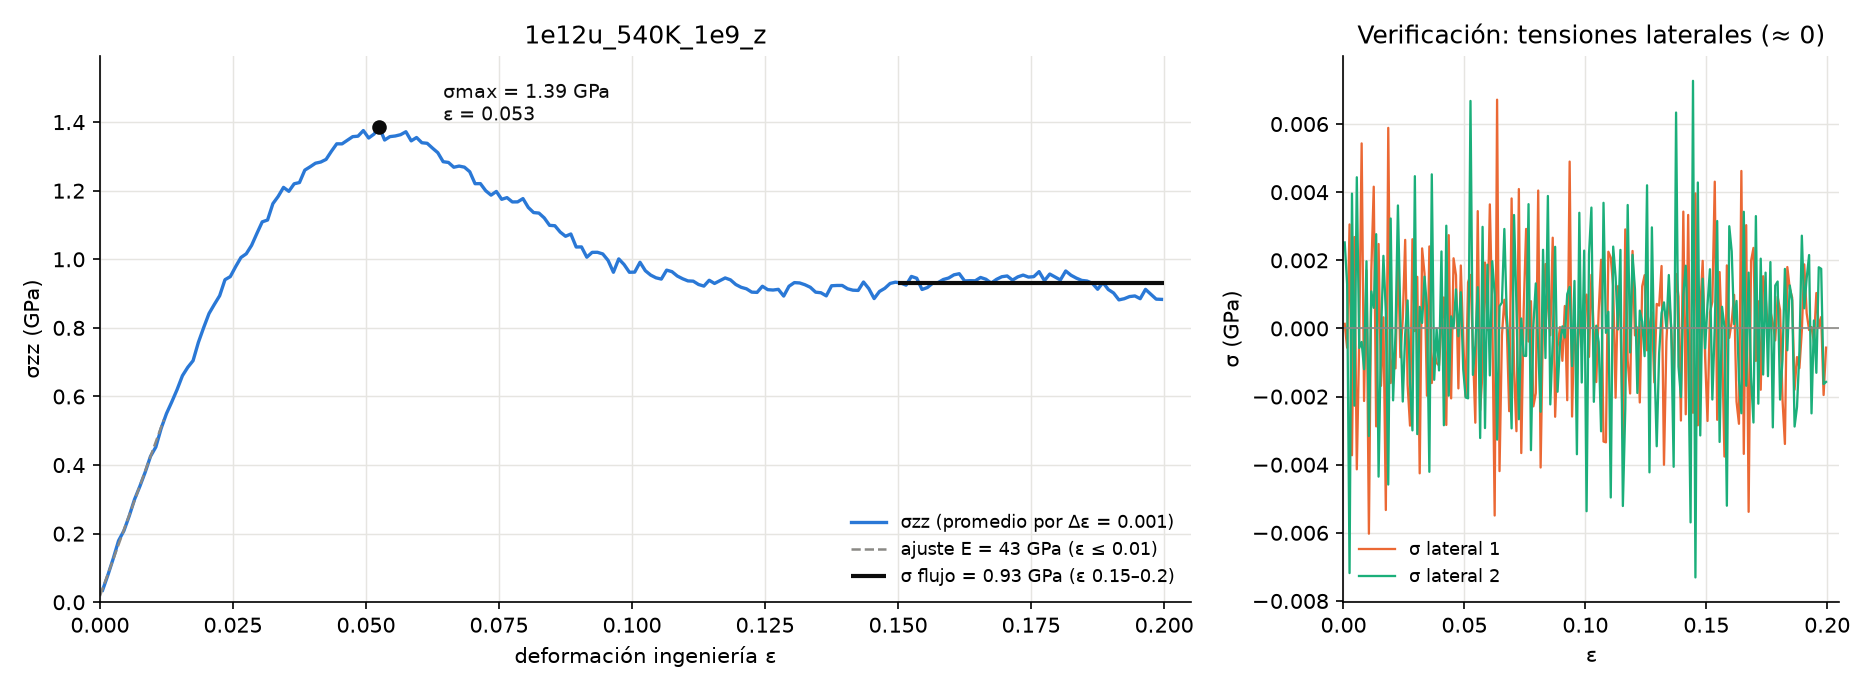 1e12u_540K_1e9_z
σmax = 1.39 GPa
ε = 0.053
1.4
1.2
1.0
0.8
0.6
0.4
0.2
0.0
σzz (GPa)
σzz (promedio por Δε = 0.001)
ajuste E = 43 GPa (ε ≤ 0.01)
σ flujo = 0.93 GPa (ε 0.15–0.2)
0.000 0.025 0.050 0.075 0.100 0.125 0.150 0.175 0.200
deformación ingeniería ε
Verificación: tensiones laterales (≈ 0)
0.006
0.004
0.002
0.000
−0.002
−0.004
−0.006
−0.008
σ (GPa)
σ lateral 1
σ lateral 2
0.00 0.05 0.10 0.15 0.20
ε